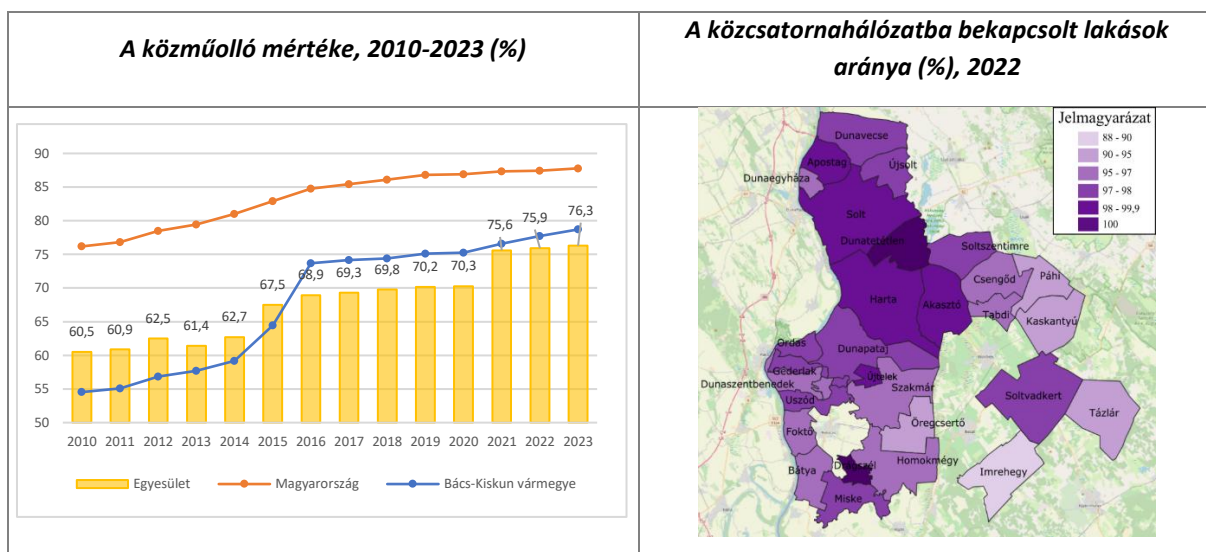 A közműolló mértéke, 2010-2023 (%)
A közcsatornahálózatba bekapcsolt lakások
aránya (%), 2022
90
85
80
75
70
65
60
55
50
60,5
60,9
62,5
61,4
62,7
67,5
68,9
69,3
69,8
70,2
70,3
75,6
75,9
76,3
2010 2011 2012 2013 2014 2015 2016 2017 2018 2019 2020 2021 2022 2023
Egyesület
Magyarország
Bács-Kiskun vármegye
Jelmagyarázat
88 - 90
90 - 95
95 - 97
97 - 98
98 - 99,9
100
Dunavecse
Apostag
Újsolt
Dunaegyháza
Solt
Dunatetétlen
Soltszentimre
Csengőd
Páhi
Harta
Akasztó
Tabdi
Kaskantyú
Ordas
Dunapataj
Géderlak
Újtelek
Dunaszentbenedek
Szakmár
Uszód
Soltvadkert
Tázlár
Öregcsertő
Foktő
Homokmégy
Drágszél
Bátya
Imrehegy
Miske